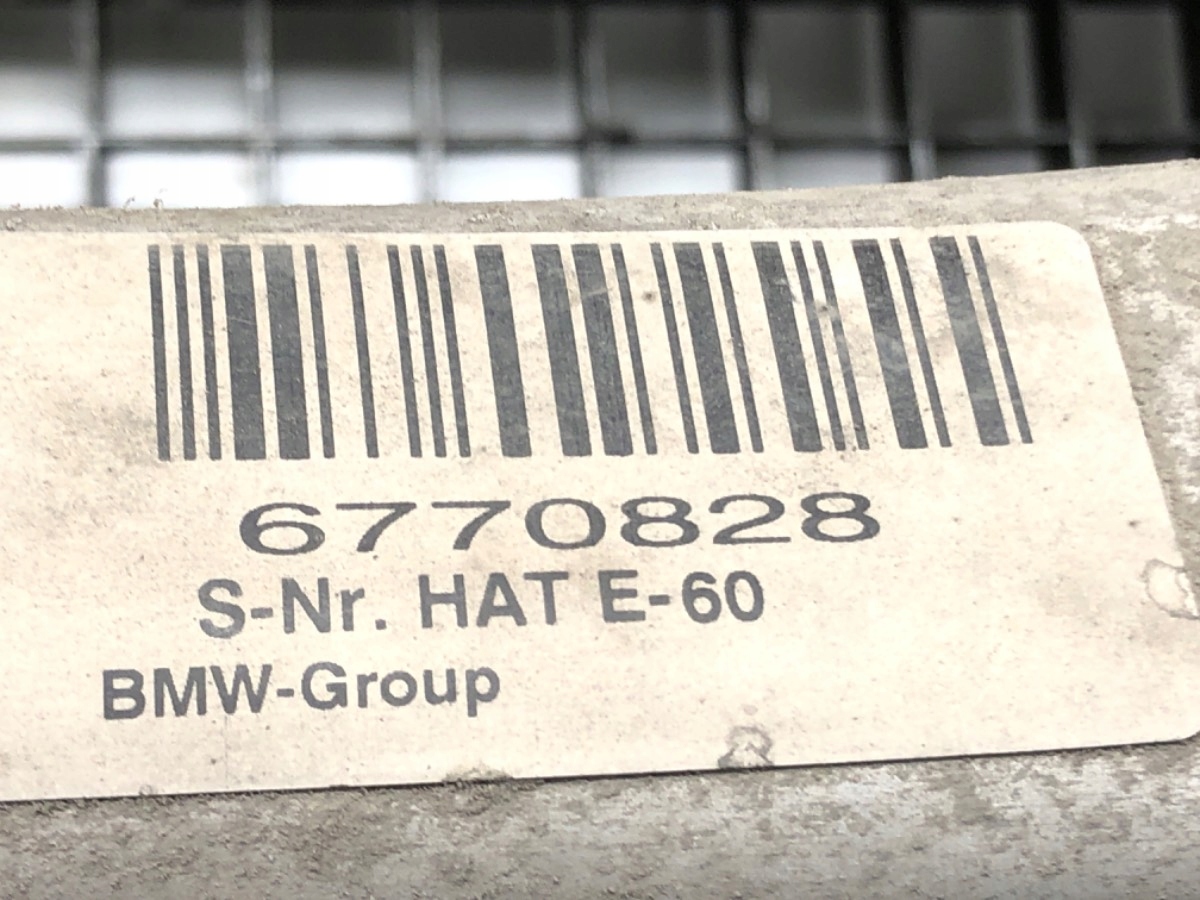 6770828
S-Nr. HAT E-60
BMW-Group